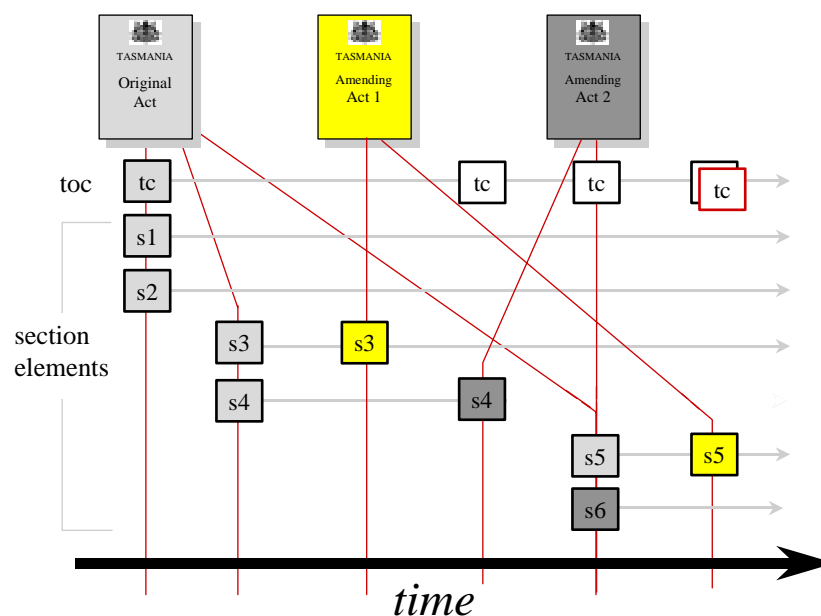 TASMANIA
Original
Act
TASMANIA
Amending
Act 1
TASMANIA
Amending
Act 2
toc
tc
tc
tc
tc
s1
s2
section
elements
s3
s3
s4
s4
s5
s5
s6
time